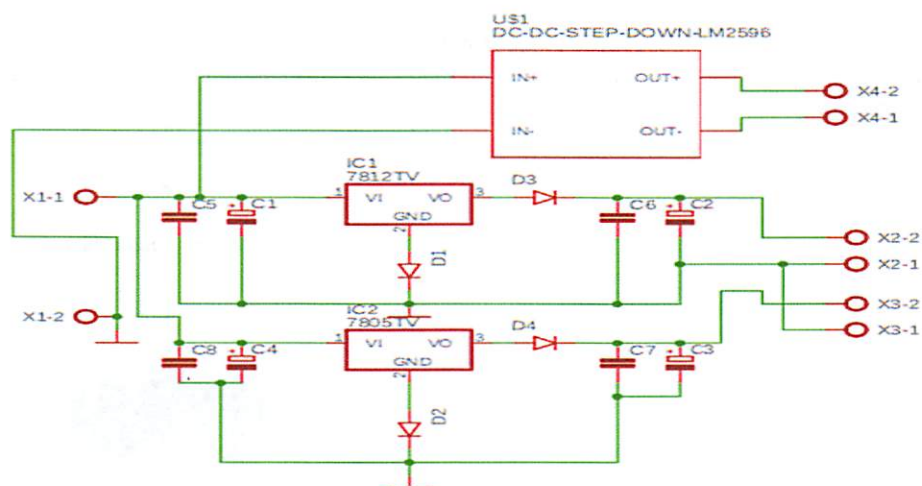 U$1
DC-DC-STEP-DOWN-LM2596
IN+
OUT+
X4-2
X4-1
IN-
OUT-
IC1
7812TV
D3
X1-1
C5
+
C1
1
VI
VO
3
C6
+
C2
GND
2
X2-2
D1
X2-1
X3-2
X1-2
IC2
7805TV
D4
X3-1
C8
+
C4
1
VI
VO
3
C7
+
C3
GND
2
D2